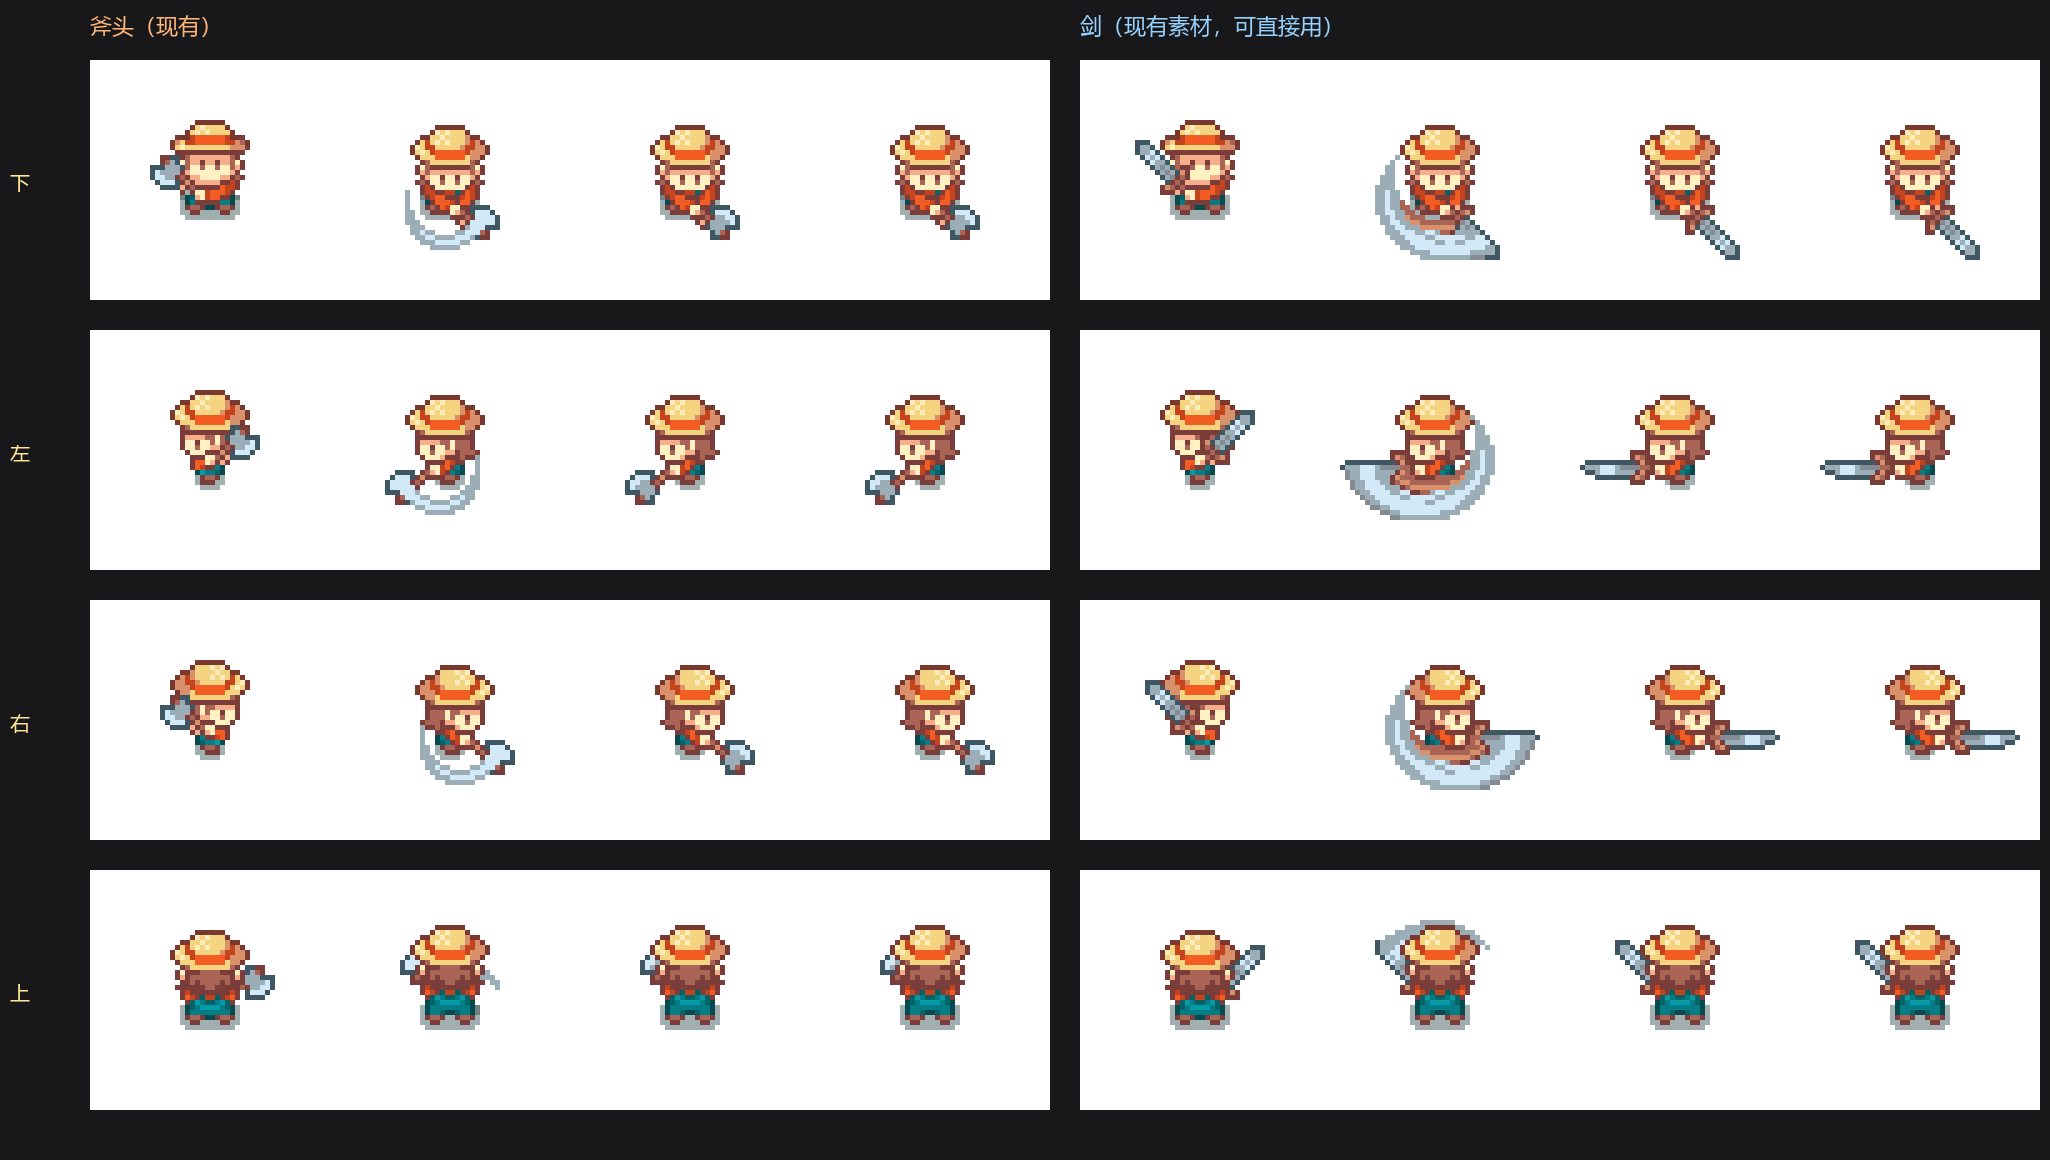 斧头（现有）
剑（现有素材，可直接用）
下
左
右
上